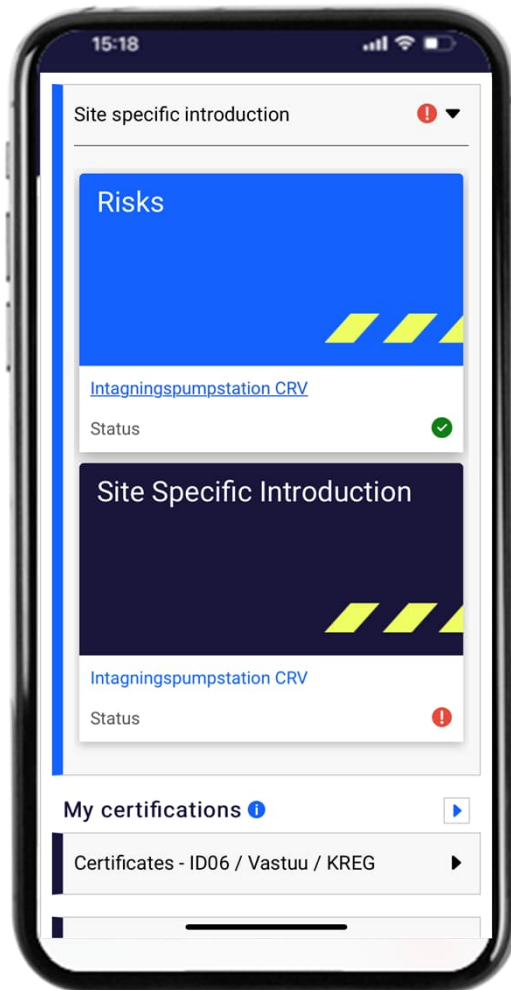 15:18
Site specific introduction
Risks
Intagningspumpstation CRV
Status
Site Specific Introduction
Intagningspumpstation CRV
Status
My certifications
Certificates - ID06 / Vastuu / KREG